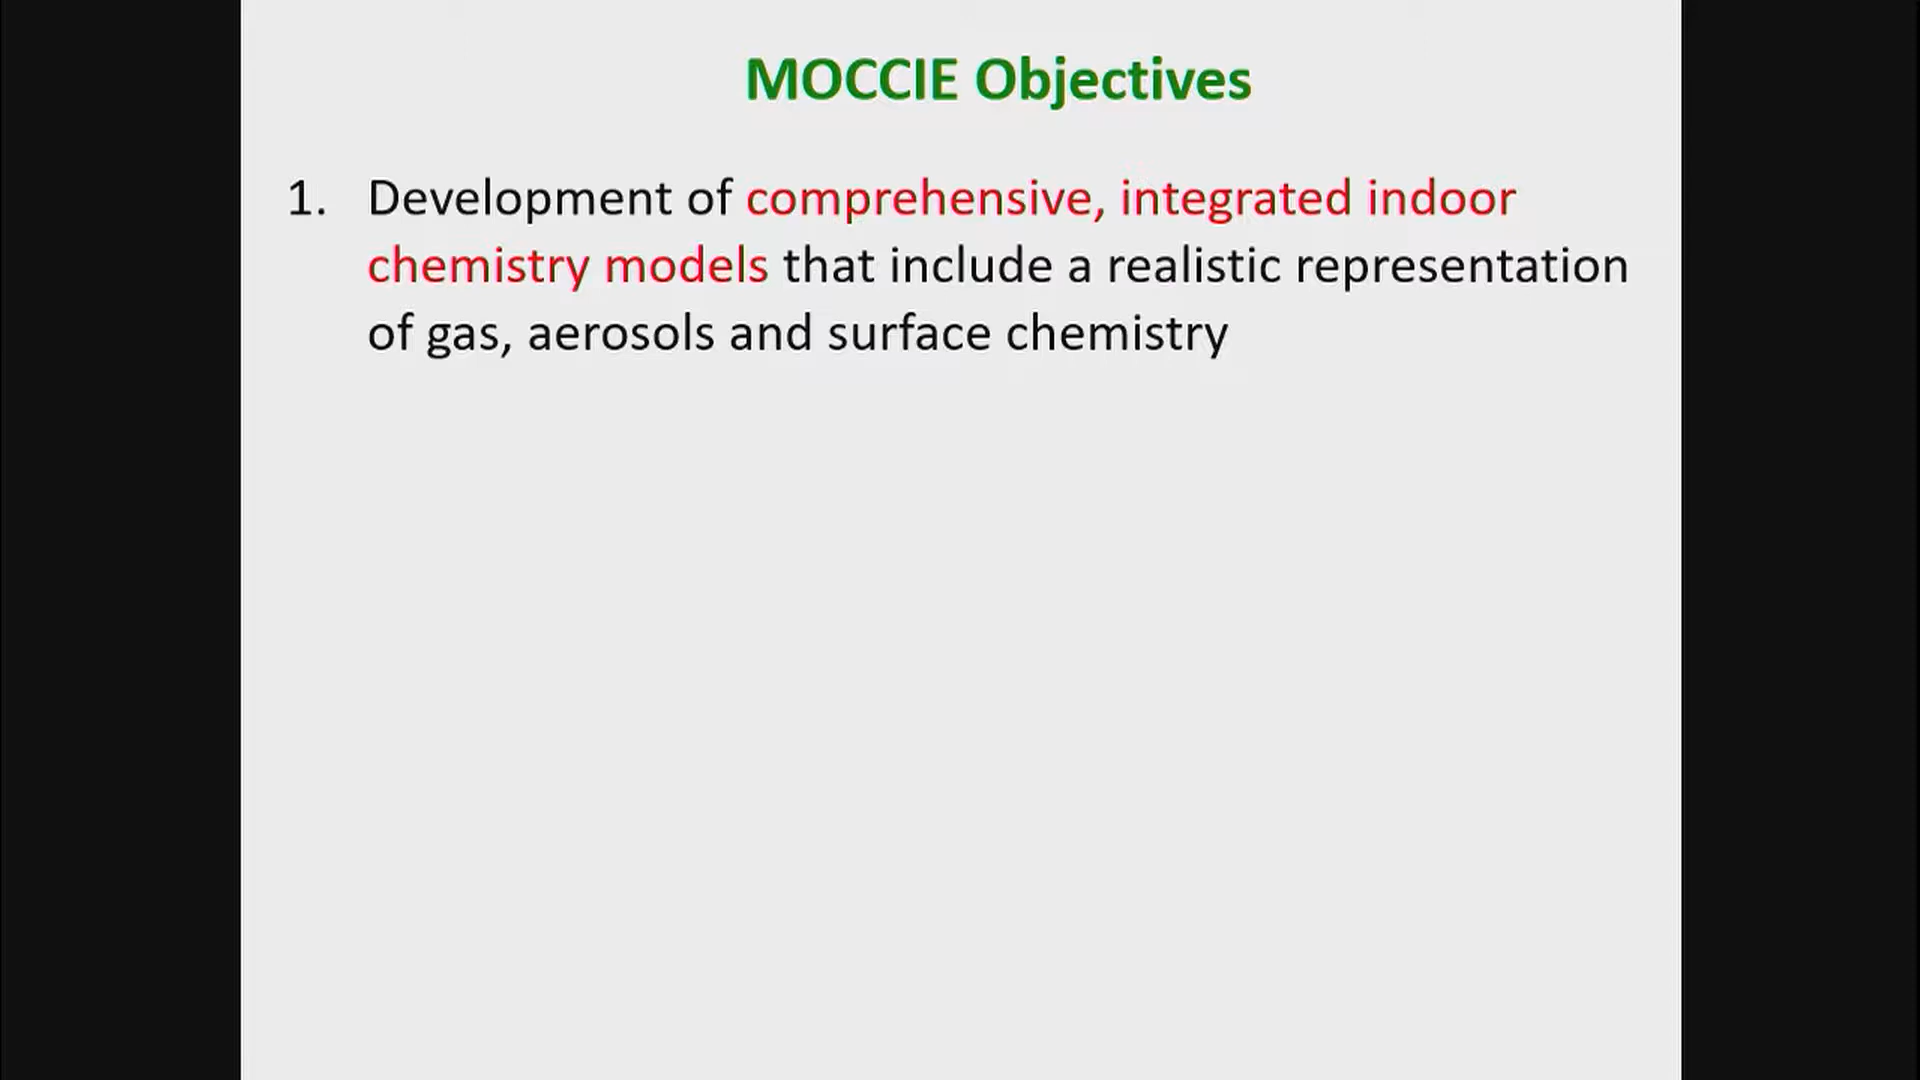 MOCCIE Objectives
1. Development of comprehensive, integrated indoor
chemistry models that include a realistic representation
of gas, aerosols and surface chemistry